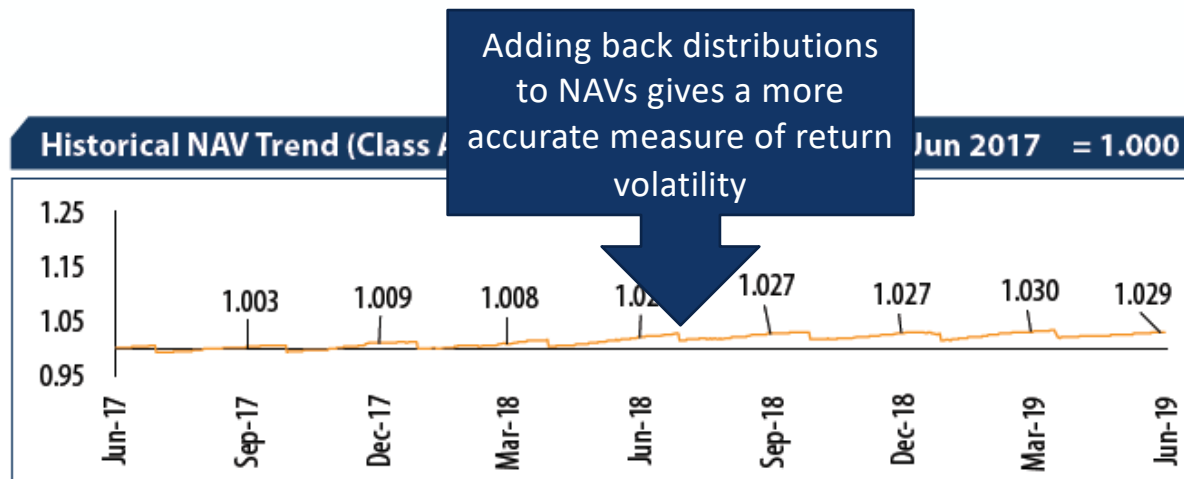 Adding back distributions
to NAVs gives a more
accurate measure of return
volatility
Historical NAV Trend (Class Jun 2017 = 1.000
1.25
1.15
1.05
0.95
1.003
1.009
1.008
1.027
1.027
1.030
1.029
Jun-17
Sep-17
Dec-17
Mar-18
Jun-18
Sep-18
Dec-18
Mar-19
Jun-19